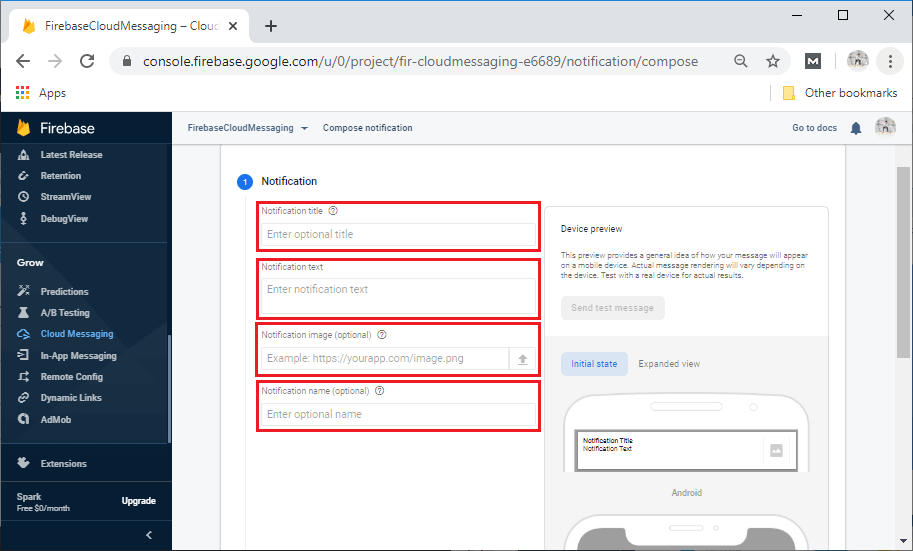 FirebaseCloudMessaging – Cloud
console.firebase.google.com/u/0/project/fir-cloudmessaging-e6689/notification/compose
M
Apps
Other bookmarks
Firebase
FirebaseCloudMessaging
Compose notification
Go to docs
Latest Release
Retention
StreamView
DebugView
Grow
Predictions
A/B Testing
Cloud Messaging
In-App Messaging
Remote Config
Dynamic Links
AdMob
Extensions
Spark
Free $0/month
Upgrade
1 Notification
Notification title
Enter optional title
Notification text
Enter notification text
Notification image (optional)
Example: https://yourapp.com/image.png
Notification name (optional)
Enter optional name
Device preview
This preview provides a general idea of how your message will appear
on a mobile device. Actual message rendering will vary depending on
the device. Test with a real device for actual results.
Send test message
Initial state
Expanded view
Notification Title
Notification Text
Android